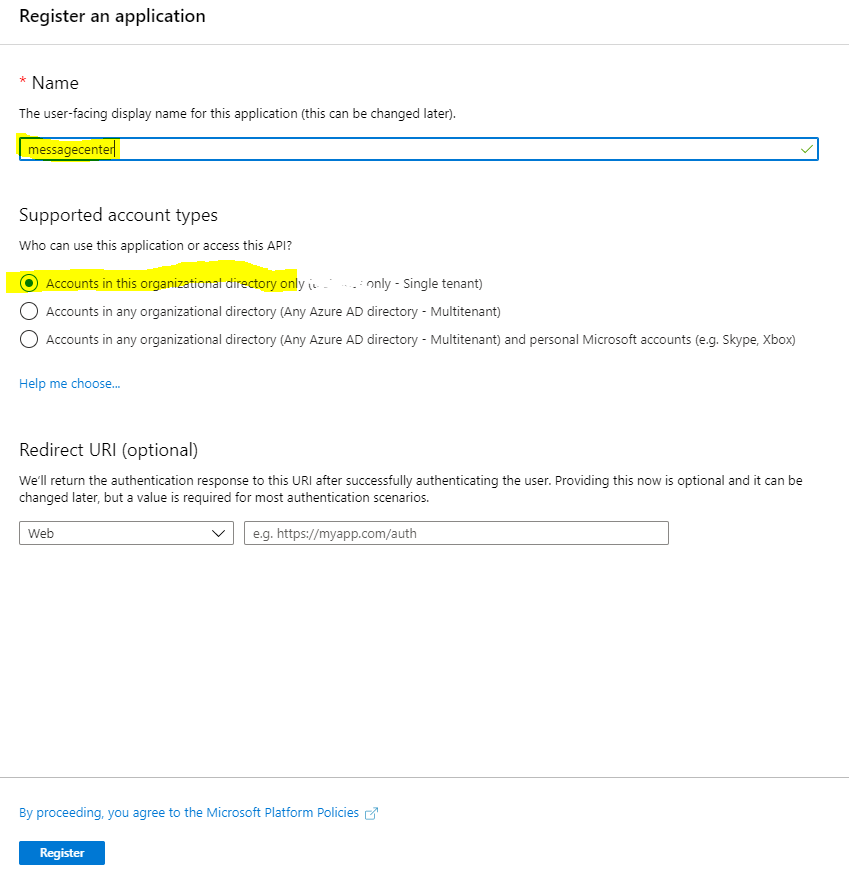 Register an application
* Name
The user-facing display name for this application (this can be changed later).
messagecenter
Supported account types
Who can use this application or access this API?
Accounts in this organizational directory only ( only - Single tenant)
Accounts in any organizational directory (Any Azure AD directory - Multitenant)
Accounts in any organizational directory (Any Azure AD directory - Multitenant) and personal Microsoft accounts (e.g. Skype, Xbox)
Help me choose...
Redirect URI (optional)
We'll return the authentication response to this URI after successfully authenticating the user. Providing this now is optional and it can be
changed later, but a value is required for most authentication scenarios.
Web
e.g. https://myapp.com/auth
By proceeding, you agree to the Microsoft Platform Policies
Register